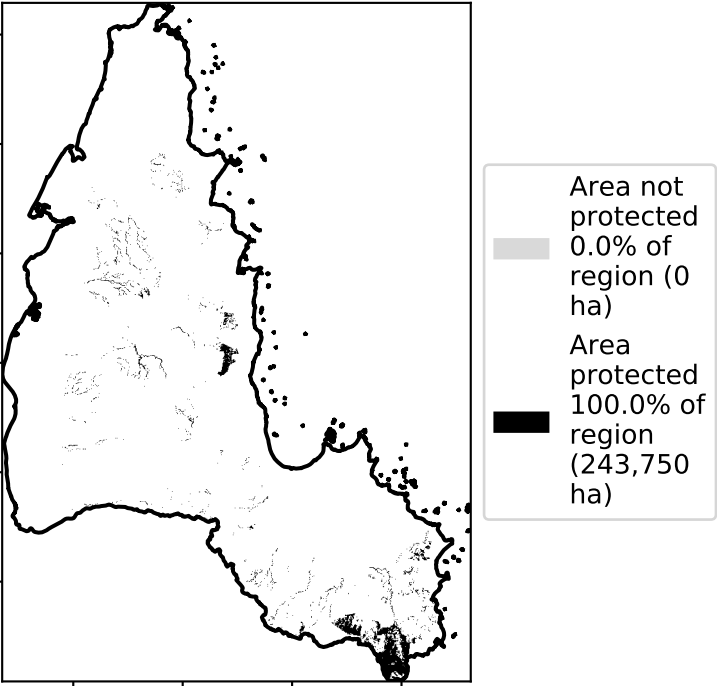 Area not
protected
0.0% of
region (0
ha)
Area
protected
100.0% of
region
(243,750
ha)